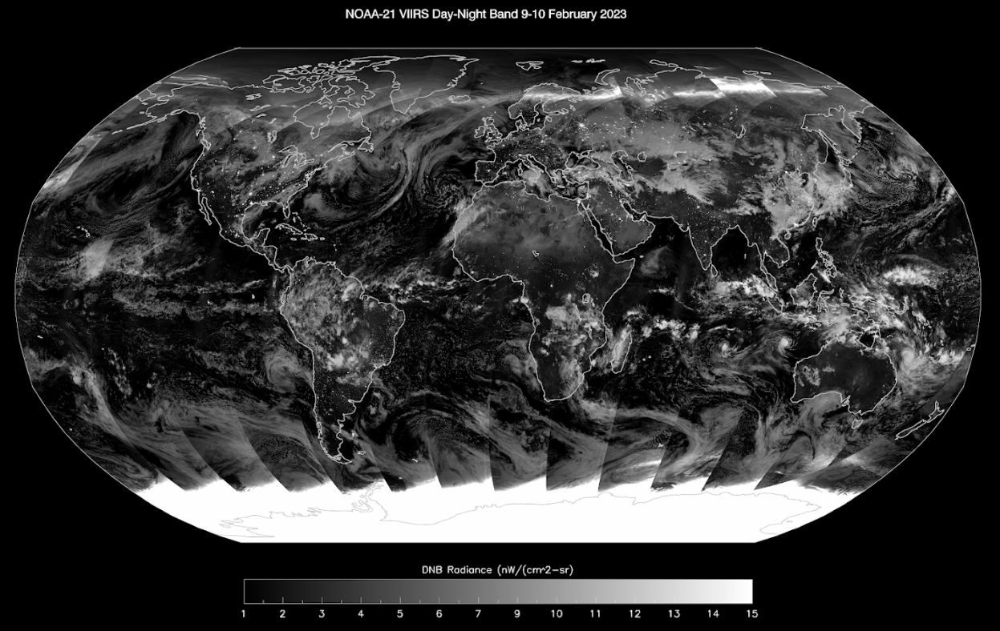 NOAA-21 VIIRS Day-Night Band 9-10 February 2023
DNB Radiance (nW/(cm^2-sr)
1 2 3 4 5 6 7 8 9 10 11 12 13 14 15